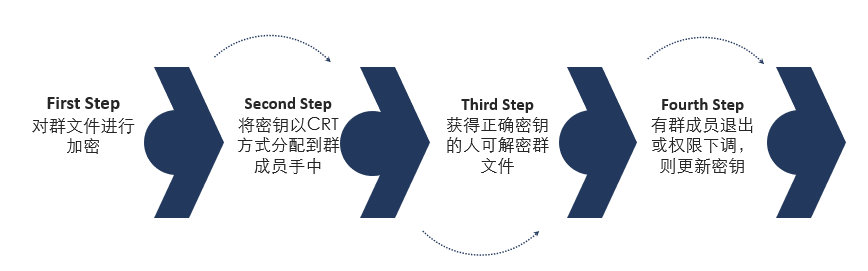 First Step
对群文件进行
加密
Second Step
将密钥以CRT
方式分配到群
成员手中
Third Step
获得正确密钥
的人可解密群
文件
Fourth Step
有群成员退出
或权限下调，
则更新密钥